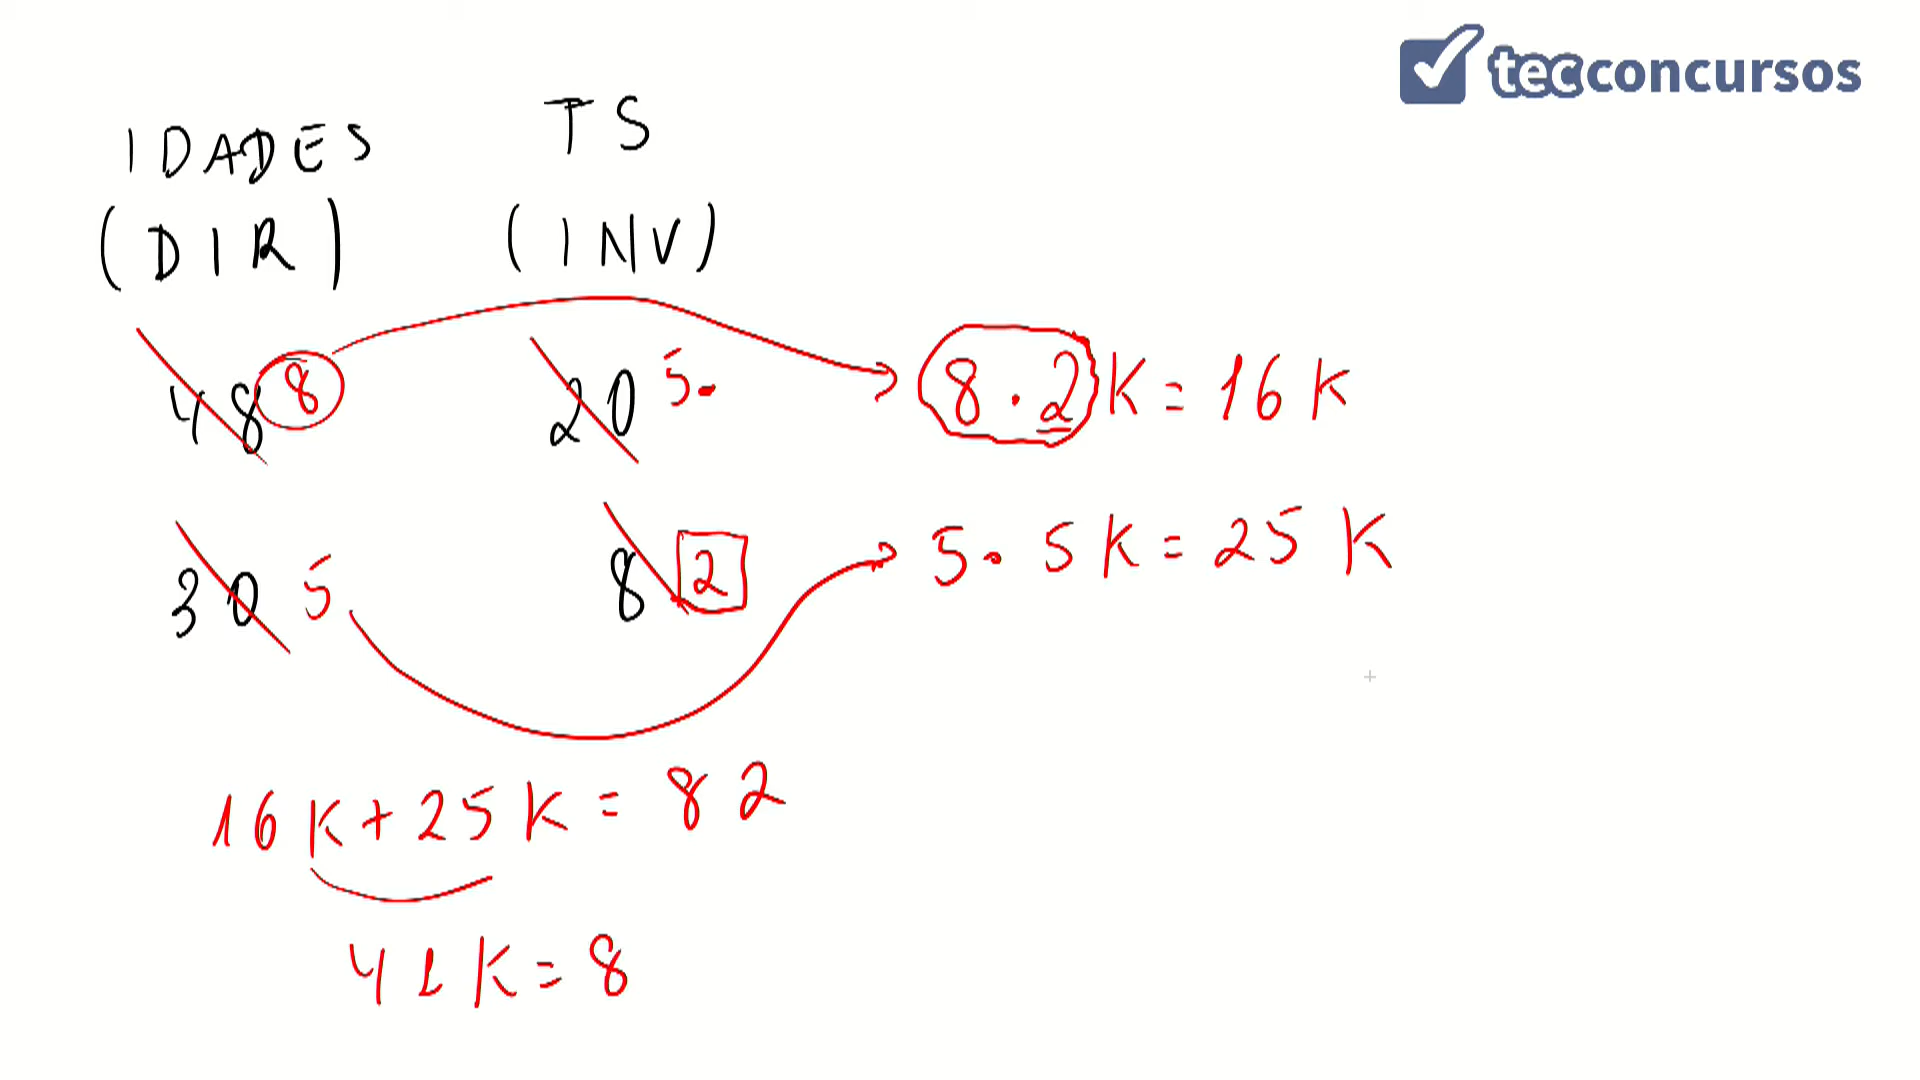 tecconcursos
IDADES TS
(DIR) (INV)
48 8 20 5. 8 . 2 K = 16 K
30 5 8 2 5 . 5 K = 25 K
16 K + 25 K = 82
41 K = 8